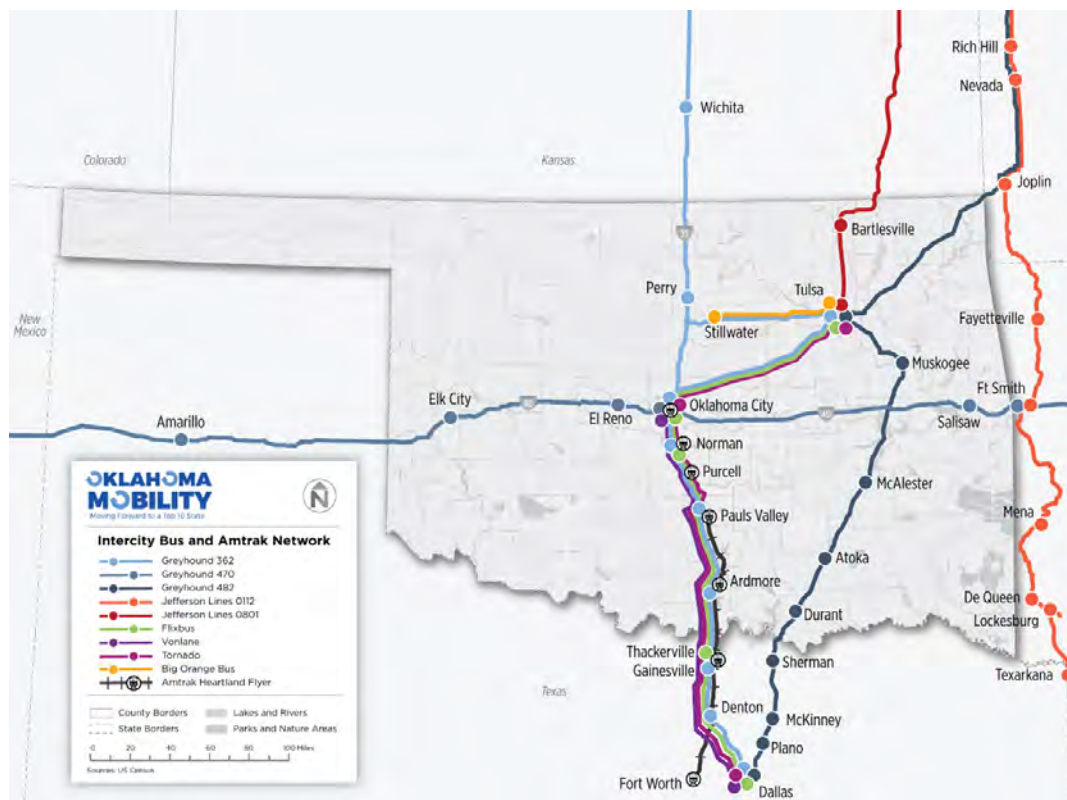 Rich Hill
Nevada
Wichita
Colorado
Kansas
Joplin
Bartlesville
Tulsa
Perry
New
Mexico
Stillwater
Fayetteville
Muskogee
Elk City
Oklahoma City
Ft Smith
El Reno
Salisaw
Amarillo
Norman
Purcell
McAlester
Pauls Valley
Mena
Atoka
Ardmore
De Queen
Durant
Lockesburg
Thackerville
Gainesville
Sherman
Texarkana
Texas
Denton
McKinney
Plano
Fort Worth
Dallas
OKLAHOMA
MOBILITY
Moving Forward to a Top 10 State
N
Intercity Bus and Amtrak Network
Greyhound 362
Greyhound 470
Greyhound 482
Jefferson Lines 0112
Jefferson Lines 0801
Flixbus
Vonlane
Tornado
Big Orange Bus
Amtrak Heartland Flyer
County Borders
Lakes and Rivers
State Borders
Parks and Nature Areas
0 20 40 60 80 100 Miles
Sources: US Census